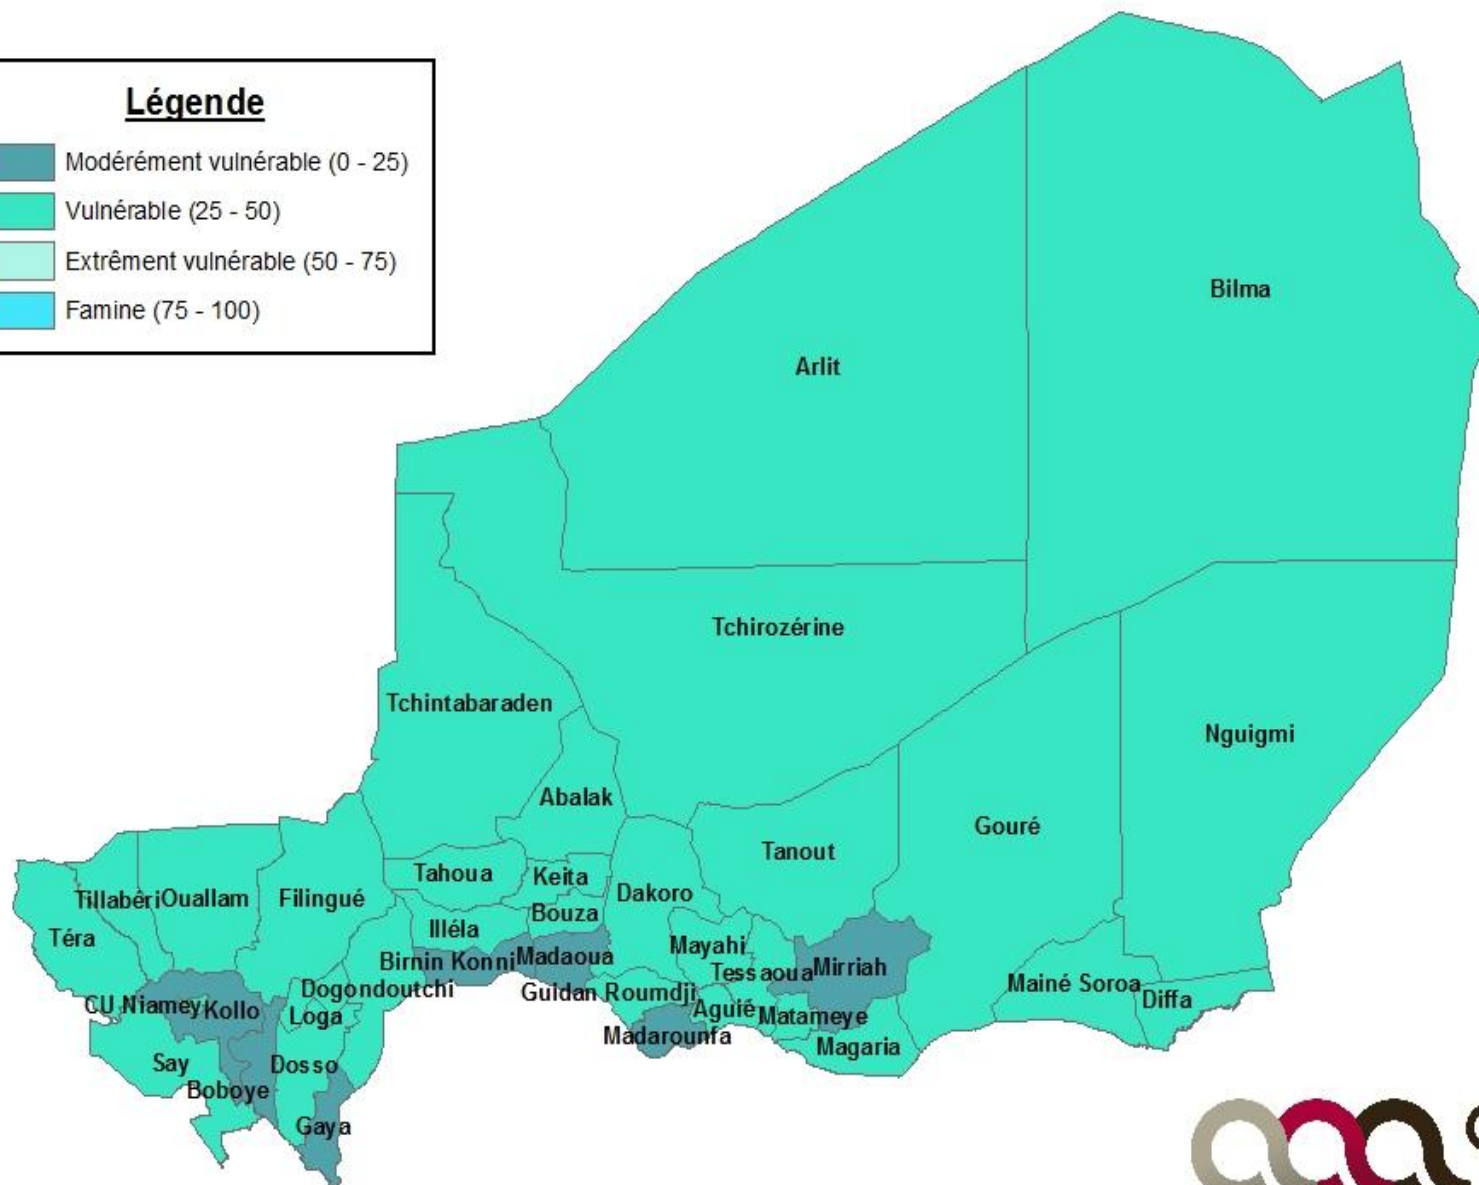 Légende
Modérément vulnérable (0 - 25)
Vulnérable (25 - 50)
Extrêment vulnérable (50 - 75)
Famine (75 - 100)
Bilma
Arlit
Tchirozérine
Tchintabaraden
Nguigmi
Abalak
Gouré
Tanout
Tahoua
Keita
Dakoro
Tillabéri
Ouallam
Filingué
Bouza
Illéla
Téra
Mayahi
Birnin Konni
Madaoua
Tessaoua
Mirriah
Mainé Soroa
Dogondoutchi
Guidan Roumdji
Diffa
CU Niamey
Kollo
Loga
Aguié
Matameye
Madarounfa
Magaria
Say
Dosso
Boboye
Gaya